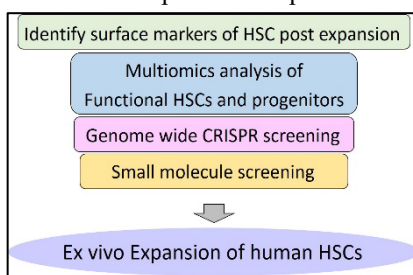 Identify surface markers of HSC post expansion
Multiomics analysis of
Functional HSCs and progenitors
Genome wide CRISPR screening
Small molecule screening
Ex vivo Expansion of human HSCs